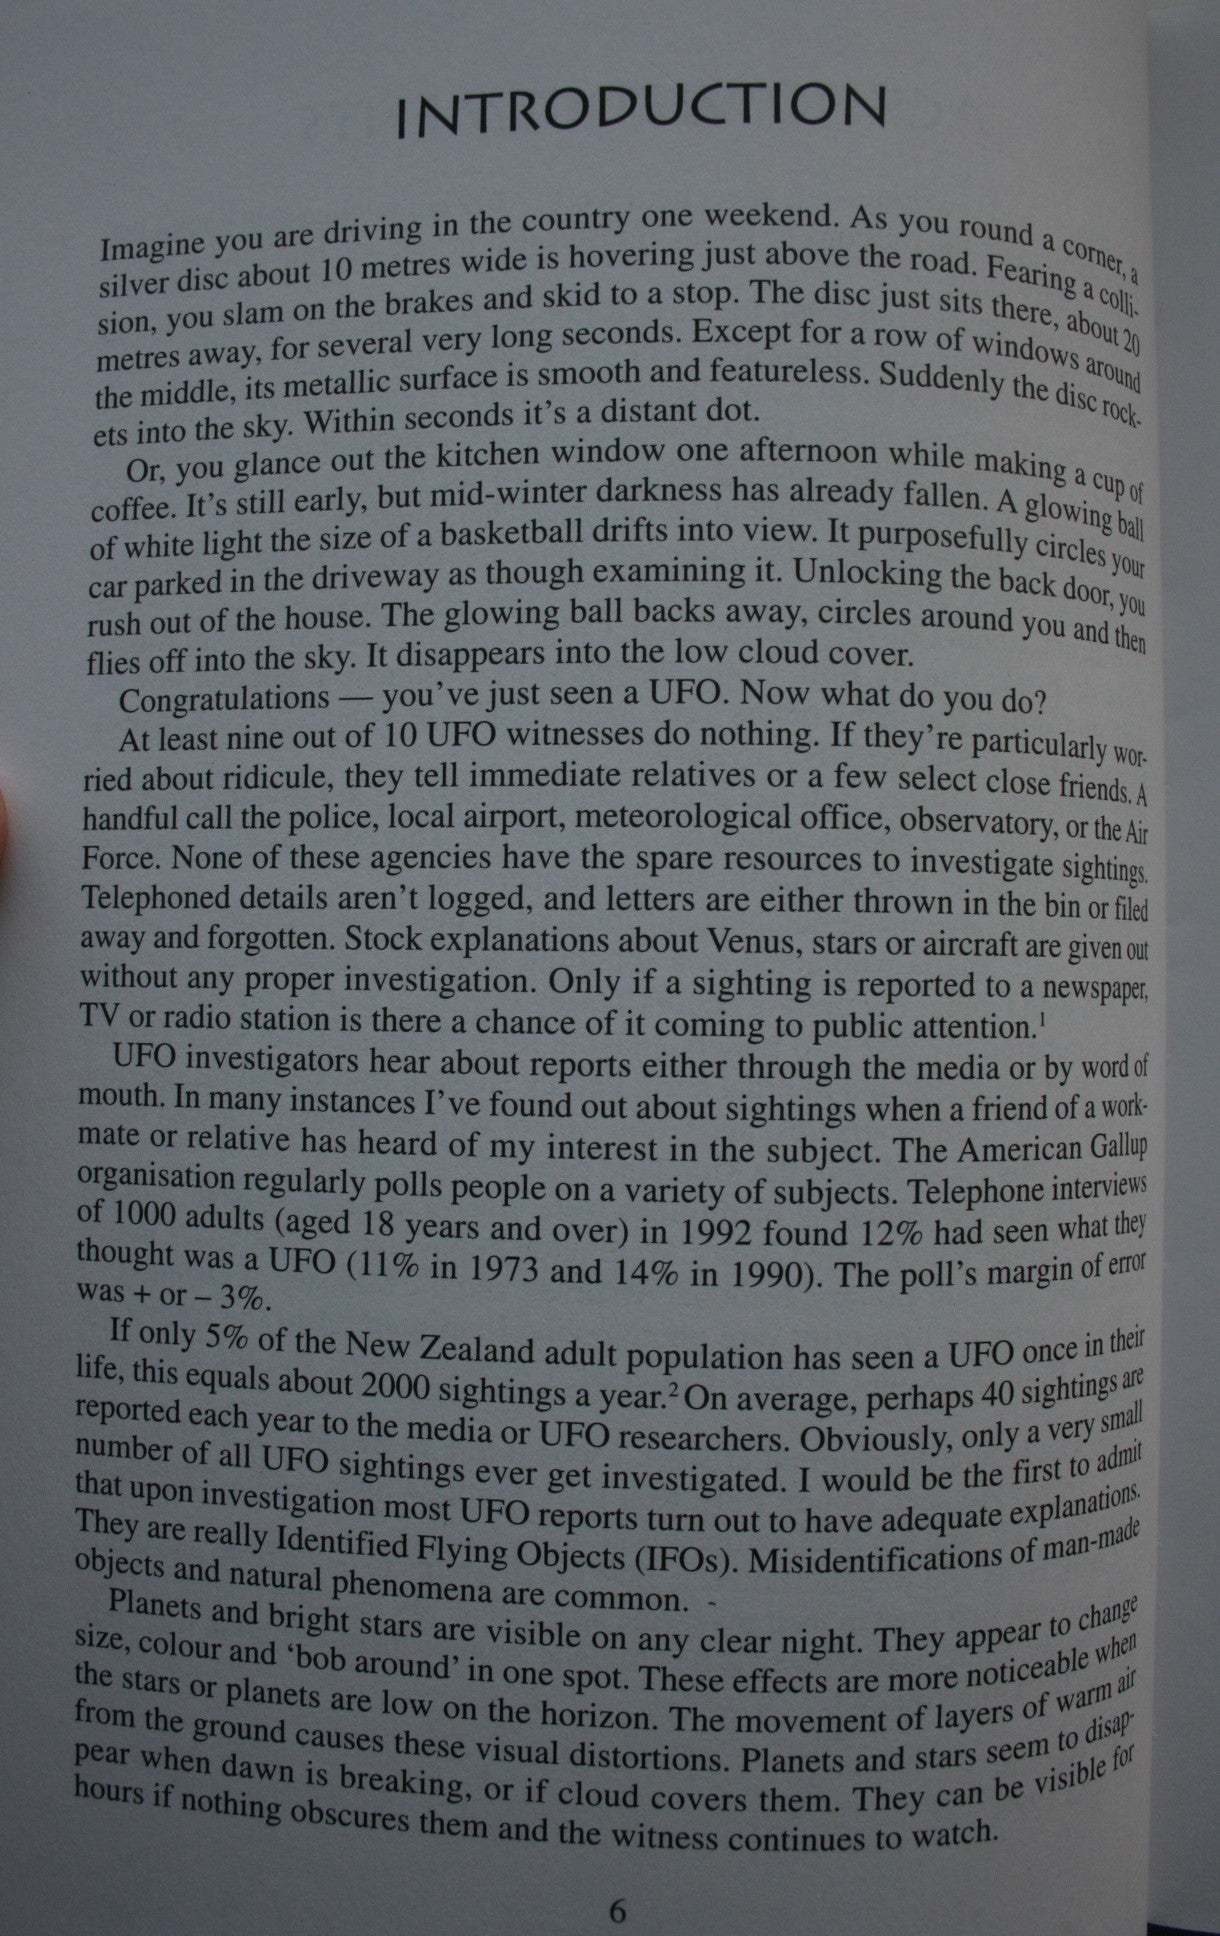 INTRODUCTION
Imagine you are driving in the country one weekend. As you round a corner, a
silver disc about 10 metres wide is hovering just above the road. Fearing a colli-
sion, you slam on the brakes and skid to a stop. The disc just sits there, about 20
metres away, for several very long seconds. Except for a row of windows around
the middle, its metallic surface is smooth and featureless. Suddenly the disc rock-
ets into the sky. Within seconds it's a distant dot.
Or, you glance out the kitchen window one afternoon while making a cup of
coffee. It's still early, but mid-winter darkness has already fallen. A glowing ball
of white light the size of a basketball drifts into view. It purposefully circles your
car parked in the driveway as though examining it. Unlocking the back door, you
rush out of the house. The glowing ball backs away, circles around you and then
flies off into the sky. It disappears into the low cloud cover.
Congratulations — you've just seen a UFO. Now what do you do?
At least nine out of 10 UFO witnesses do nothing. If they're particularly wor-
ried about ridicule, they tell immediate relatives or a few select close friends. A
handful call the police, local airport, meteorological office, observatory, or the Air
Force. None of these agencies have the spare resources to investigate sightings.
Telephoned details aren't logged, and letters are either thrown in the bin or filed
away and forgotten. Stock explanations about Venus, stars or aircraft are given out
without any proper investigation. Only if a sighting is reported to a newspaper,
TV or radio station is there a chance of it coming to public attention.¹
UFO investigators hear about reports either through the media or by word of
mouth. In many instances I've found out about sightings when a friend of a work-
mate or relative has heard of my interest in the subject. The American Gallup
organisation regularly polls people on a variety of subjects. Telephone interviews
of 1000 adults (aged 18 years and over) in 1992 found 12% had seen what they
thought was a UFO (11% in 1973 and 14% in 1990). The poll's margin of error
was + or – 3%.
If only 5% of the New Zealand adult population has seen a UFO once in their
life, this equals about 2000 sightings a year.² On average, perhaps 40 sightings are
reported each year to the media or UFO researchers. Obviously, only a very small
number of all UFO sightings ever get investigated. I would be the first to admit
that upon investigation most UFO reports turn out to have adequate explanations.
They are really Identified Flying Objects (IFOs). Misidentifications of man-made
objects and natural phenomena are common. -
Planets and bright stars are visible on any clear night. They appear to change
size, colour and 'bob around' in one spot. These effects are more noticeable when
the stars or planets are low on the horizon. The movement of layers of warm air
from the ground causes these visual distortions. Planets and stars seem to disap-
pear when dawn is breaking, or if cloud covers them. They can be visible for
hours if nothing obscures them and the witness continues to watch.
6